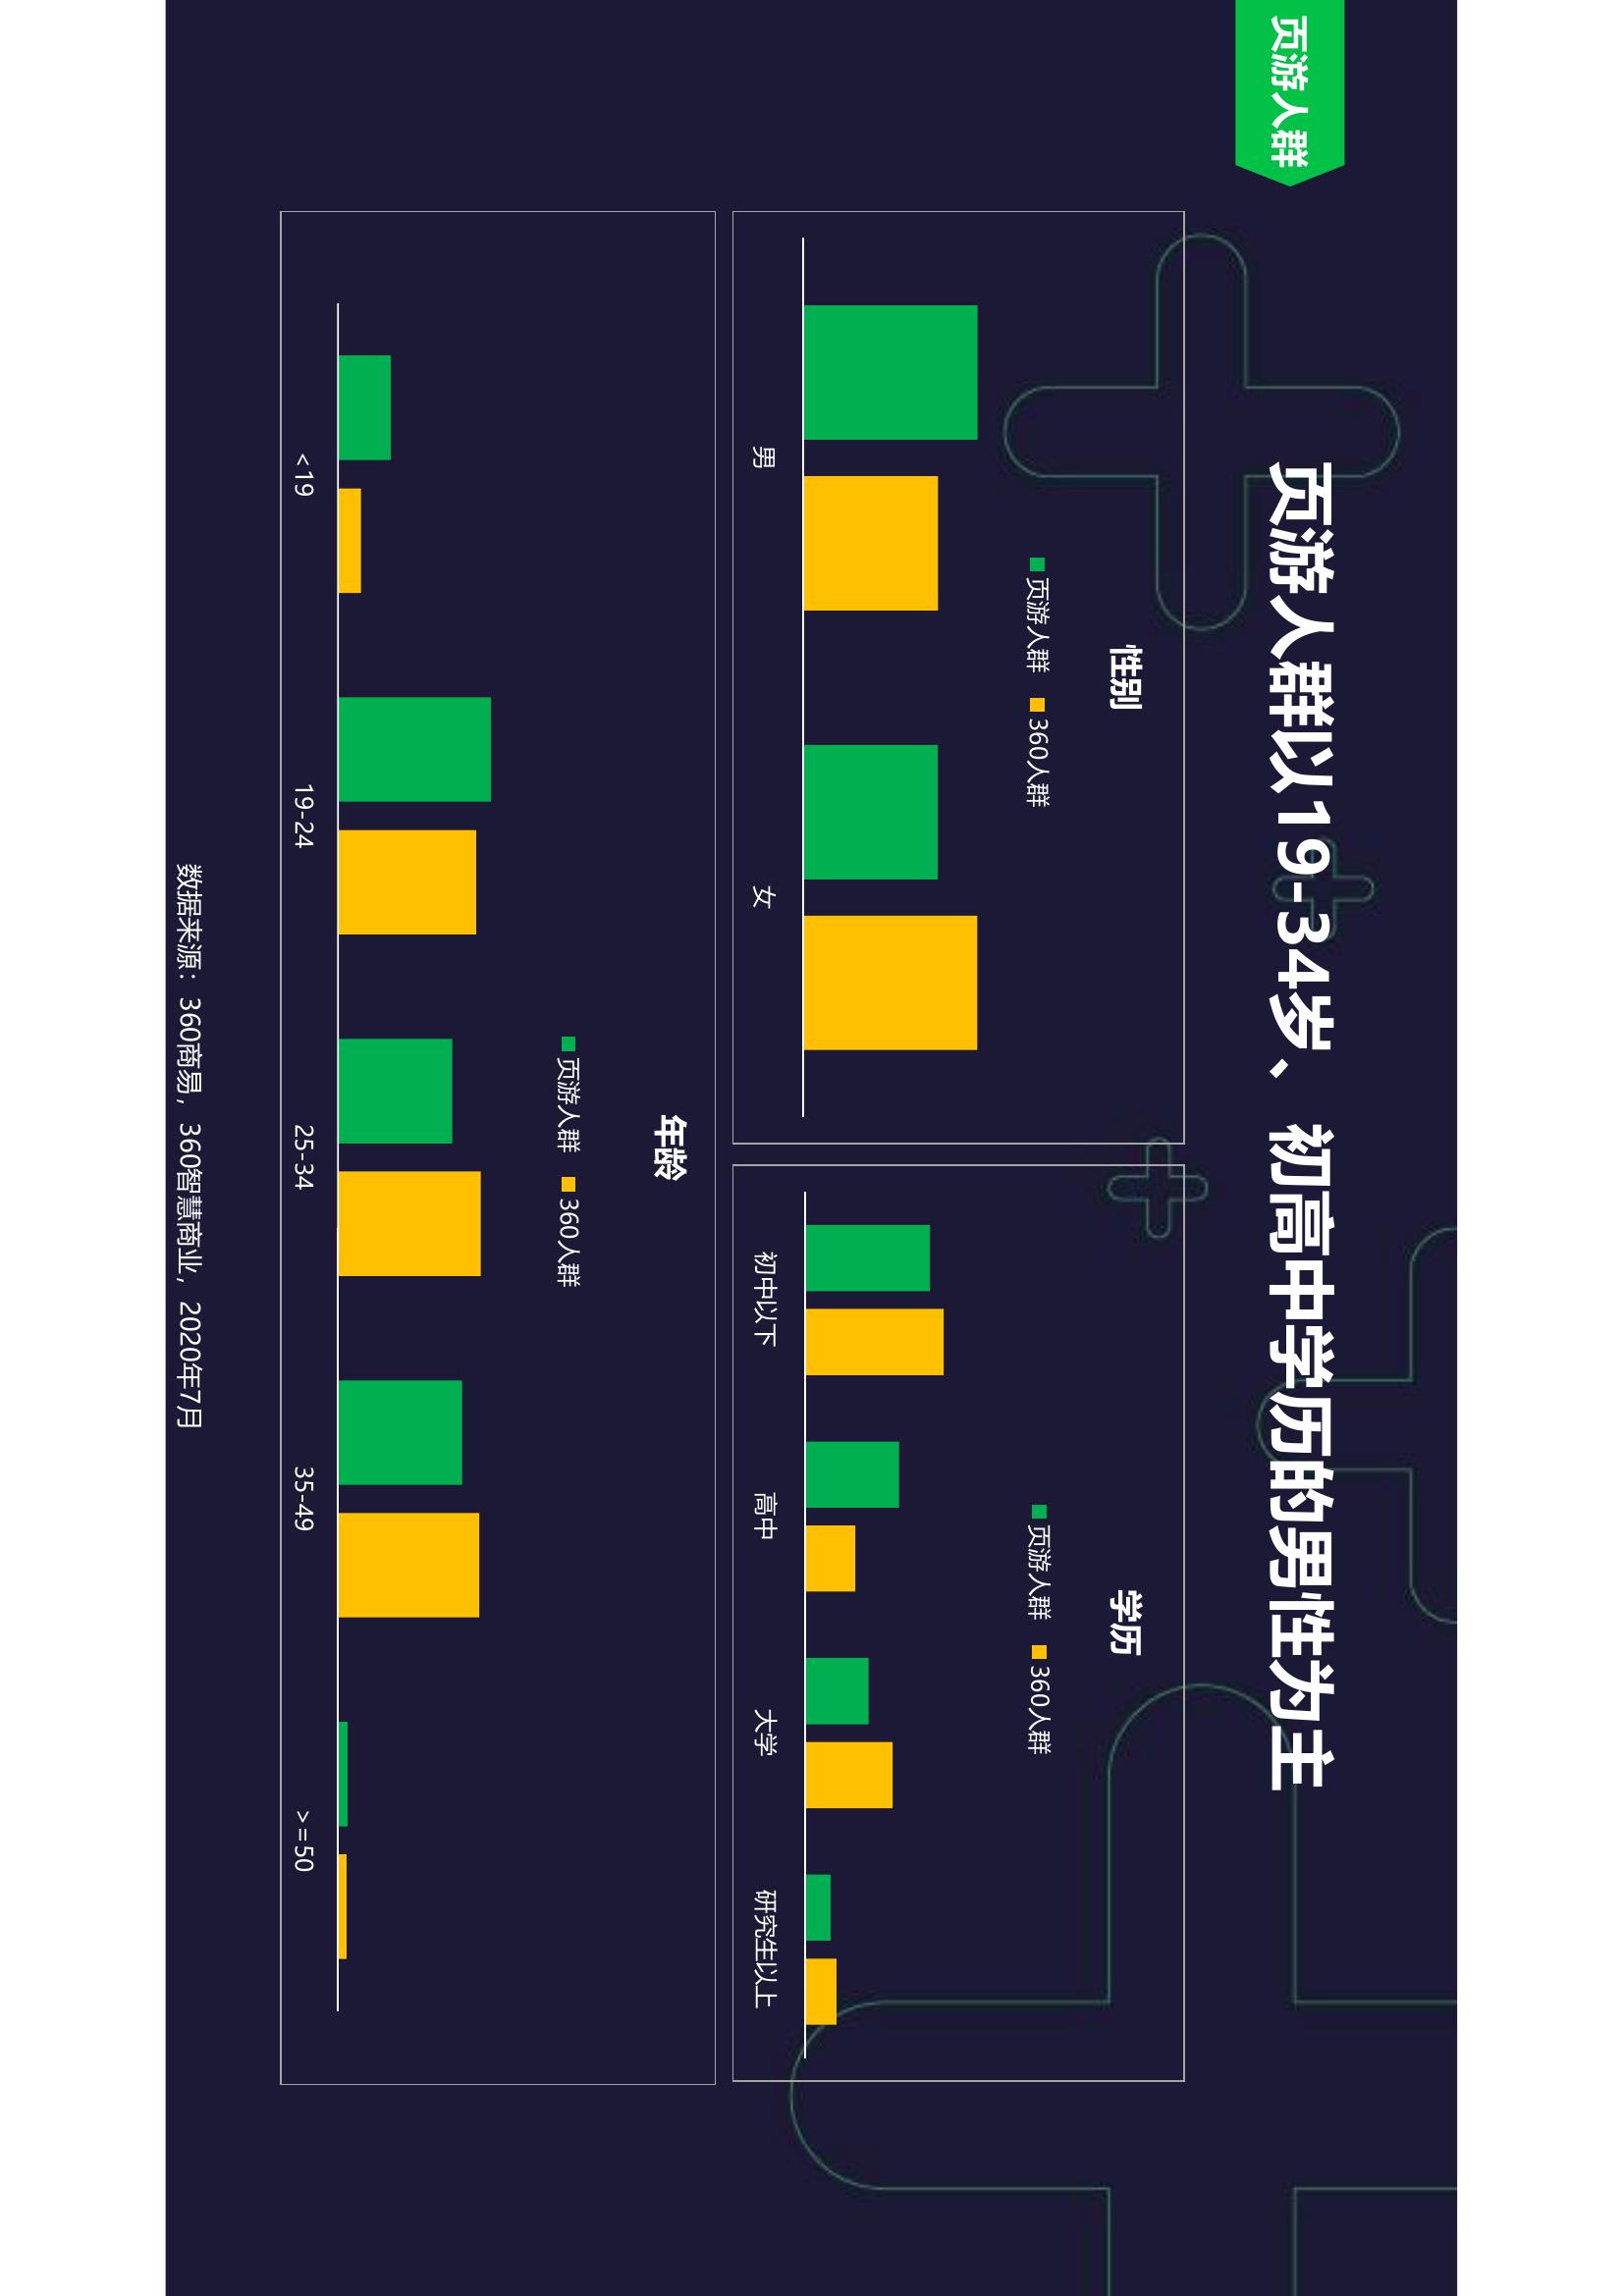 页游人群
页游人群以19-34岁、初高中学历的男性为主
性别
页游人群 360人群
男 女
学历
页游人群 360人群
初中以下 高中 大学 研究生以上
年龄
页游人群 360人群
<19 19-24 25-34 35-49 >=50
数据来源：360商易，360智慧商业，2020年7月